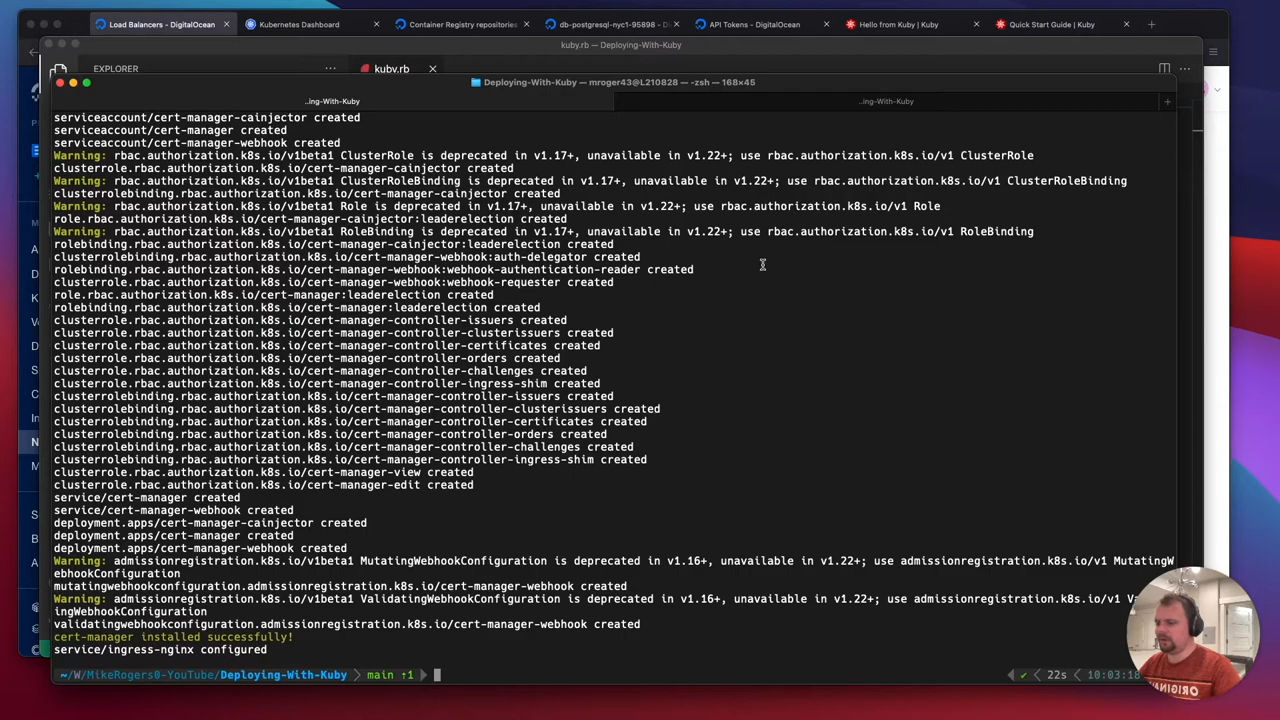 Load Balancers - DigitalOcean
Kubernetes Dashboard
Container Registry repositories
db-postgresql-nyc1-95898 - D
API Tokens - DigitalOcean
Hello from Kuby | Kuby
Quick Start Guide | Kuby
kuby.rb — Deploying-With-Kuby
EXPLORER
kuby.rb
Deploying-With-Kuby — mroger43@L210828 — -zsh — 168×45
..ing-With-Kuby
..ing-With-Kuby
serviceaccount/cert-manager-cainjector created
serviceaccount/cert-manager created
serviceaccount/cert-manager-webhook created
Warning: rbac.authorization.k8s.io/v1beta1 ClusterRole is deprecated in v1.17+, unavailable in v1.22+; use rbac.authorization.k8s.io/v1 ClusterRole
clusterrole.rbac.authorization.k8s.io/cert-manager-cainjector created
Warning: rbac.authorization.k8s.io/v1beta1 ClusterRoleBinding is deprecated in v1.17+, unavailable in v1.22+; use rbac.authorization.k8s.io/v1 ClusterRoleBinding
clusterrolebinding.rbac.authorization.k8s.io/cert-manager-cainjector created
Warning: rbac.authorization.k8s.io/v1beta1 Role is deprecated in v1.17+, unavailable in v1.22+; use rbac.authorization.k8s.io/v1 Role
role.rbac.authorization.k8s.io/cert-manager-cainjector:leaderelection created
Warning: rbac.authorization.k8s.io/v1beta1 RoleBinding is deprecated in v1.17+, unavailable in v1.22+; use rbac.authorization.k8s.io/v1 RoleBinding
rolebinding.rbac.authorization.k8s.io/cert-manager-cainjector:leaderelection created
clusterrolebinding.rbac.authorization.k8s.io/cert-manager-webhook:auth-delegator created
rolebinding.rbac.authorization.k8s.io/cert-manager-webhook:webhook-authentication-reader created
clusterrole.rbac.authorization.k8s.io/cert-manager-webhook:webhook-requester created
role.rbac.authorization.k8s.io/cert-manager:leaderelection created
rolebinding.rbac.authorization.k8s.io/cert-manager:leaderelection created
clusterrole.rbac.authorization.k8s.io/cert-manager-controller-issuers created
clusterrole.rbac.authorization.k8s.io/cert-manager-controller-clusterissuers created
clusterrole.rbac.authorization.k8s.io/cert-manager-controller-certificates created
clusterrole.rbac.authorization.k8s.io/cert-manager-controller-orders created
clusterrole.rbac.authorization.k8s.io/cert-manager-controller-challenges created
clusterrole.rbac.authorization.k8s.io/cert-manager-controller-ingress-shim created
clusterrolebinding.rbac.authorization.k8s.io/cert-manager-controller-issuers created
clusterrolebinding.rbac.authorization.k8s.io/cert-manager-controller-clusterissuers created
clusterrolebinding.rbac.authorization.k8s.io/cert-manager-controller-certificates created
clusterrolebinding.rbac.authorization.k8s.io/cert-manager-controller-orders created
clusterrolebinding.rbac.authorization.k8s.io/cert-manager-controller-challenges created
clusterrolebinding.rbac.authorization.k8s.io/cert-manager-controller-ingress-shim created
clusterrole.rbac.authorization.k8s.io/cert-manager-view created
clusterrole.rbac.authorization.k8s.io/cert-manager-edit created
service/cert-manager created
service/cert-manager-webhook created
deployment.apps/cert-manager-cainjector created
deployment.apps/cert-manager created
deployment.apps/cert-manager-webhook created
Warning: admissionregistration.k8s.io/v1beta1 MutatingWebhookConfiguration is deprecated in v1.16+, unavailable in v1.22+; use admissionregistration.k8s.io/v1 MutatingW
ebhookConfiguration
mutatingwebhookconfiguration.admissionregistration.k8s.io/cert-manager-webhook created
Warning: admissionregistration.k8s.io/v1beta1 ValidatingWebhookConfiguration is deprecated in v1.16+, unavailable in v1.22+; use admissionregistration.k8s.io/v1 V
ingWebhookConfiguration
validatingwebhookconfiguration.admissionregistration.k8s.io/cert-manager-webhook created
cert-manager installed successfully!
service/ingress-nginx configured
~/W/MikeRogers0-YouTube/Deploying-With-Kuby main ↑1 ✔ 22s 10:03:18
ORIGINA